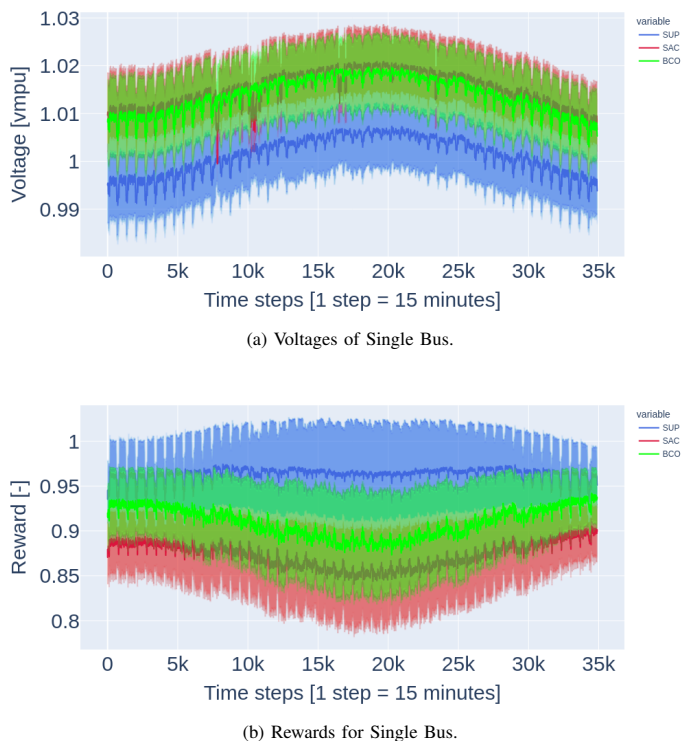 1.03
1.02
1.01
1
0.99
Voltage [vmpu]
0
5k
10k
15k
20k
25k
30k
35k
Time steps [1 step = 15 minutes]
variable
SUP
SAC
BCO
(a) Voltages of Single Bus.
1
0.95
0.9
0.85
0.8
Reward [-]
0
5k
10k
15k
20k
25k
30k
35k
Time steps [1 step = 15 minutes]
variable
SUP
SAC
BCO
(b) Rewards for Single Bus.